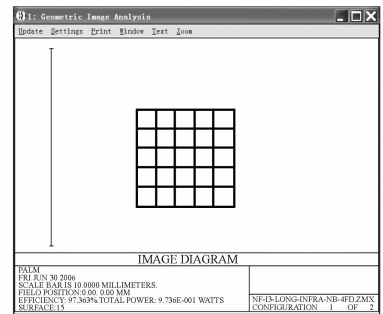 1: Geometric Image Analysis
Update Settings Print Window Text Zoom
IMAGE DIAGRAM
PALM
FRI JUN 30 2006
SCALE BAR IS 10.0000 MILLIMETERS.
FIELO POSITION:0.00. 0.00 MM
EFFICIENCY: 97.363%.TOTAL POWER: 9.736E-001 WATTS
SURFACE:15
NF-I3-LONG-INFRA-NB-4FD.ZMX
CONFIGURATION 1 OF 2